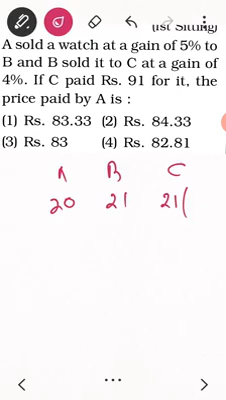 (Ist Sitting)
A sold a watch at a gain of 5% to
B and B sold it to C at a gain of
4%. If C paid Rs. 91 for it, the
price paid by A is :
(1) Rs. 83.33 (2) Rs. 84.33
(3) Rs. 83 (4) Rs. 82.81
A B C
20 21 21(